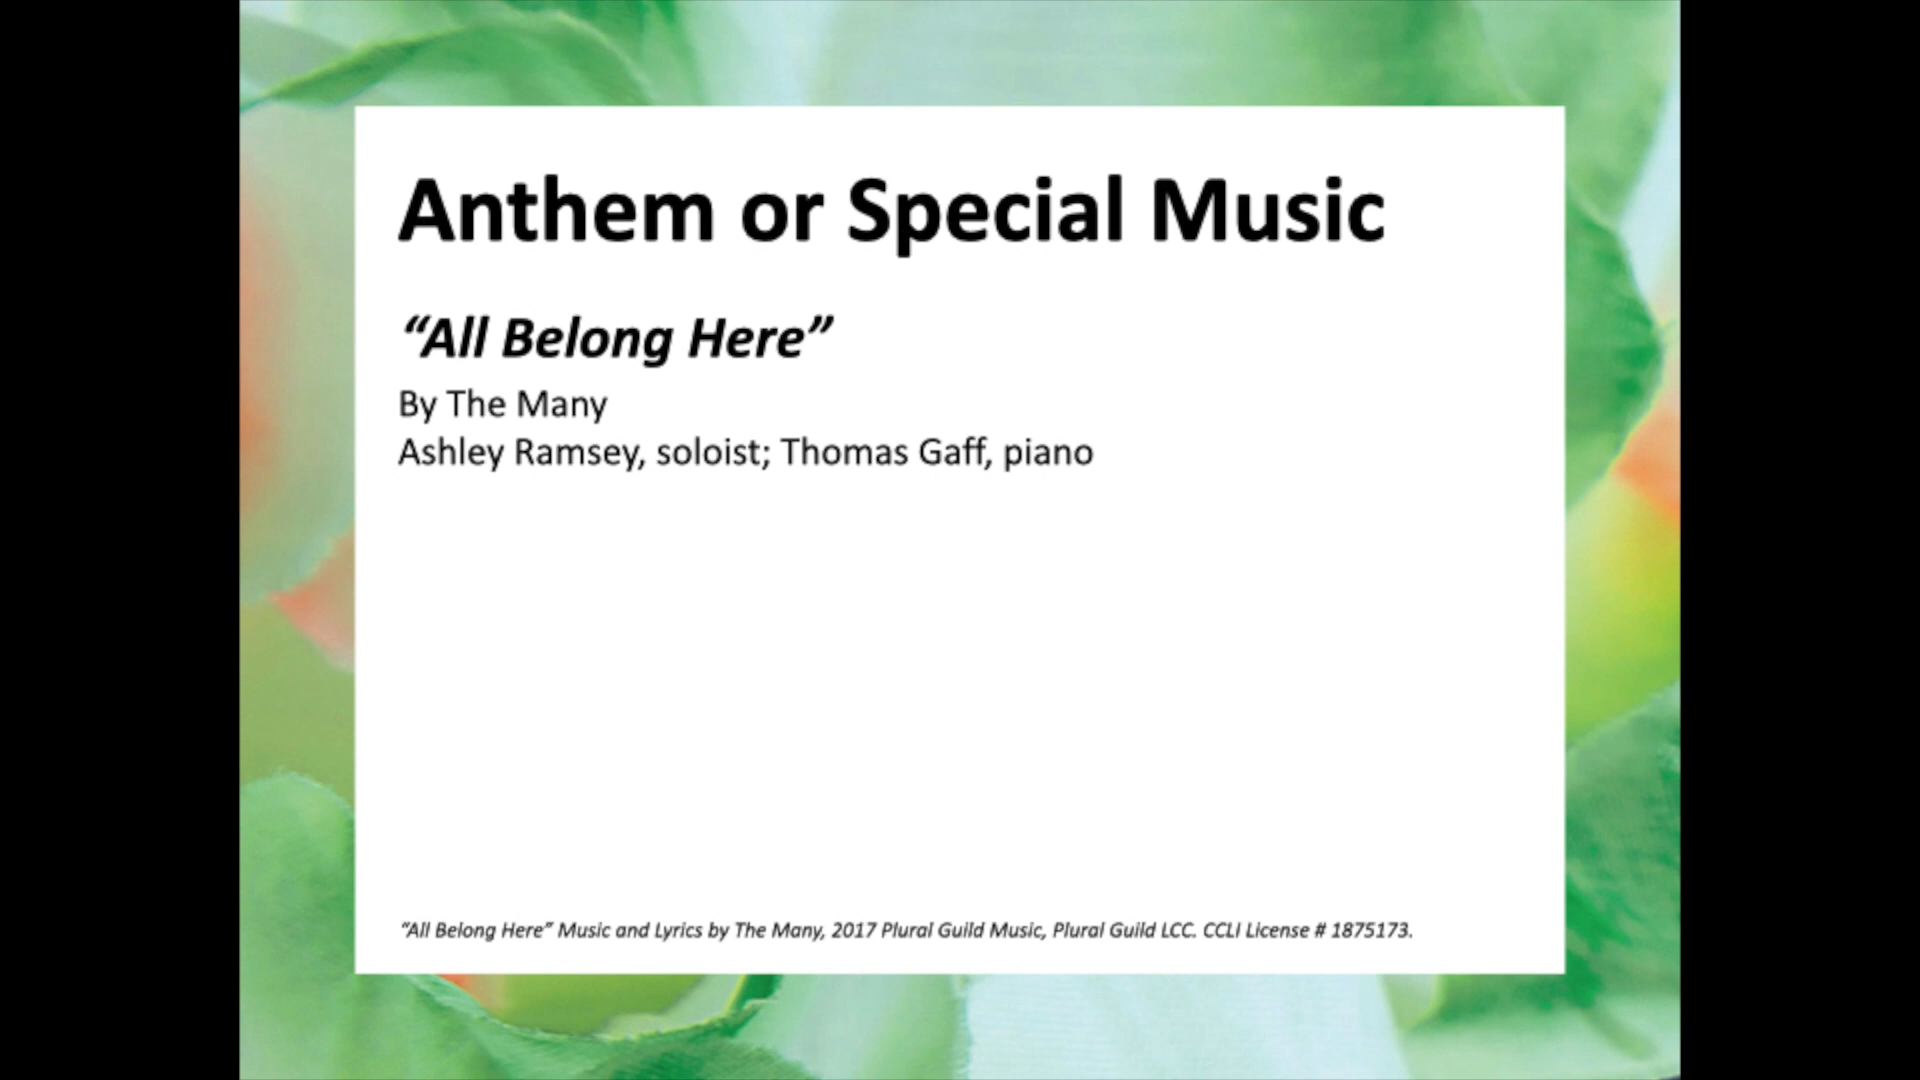 Anthem or Special Music
“All Belong Here”
By The Many
Ashley Ramsey, soloist; Thomas Gaff, piano
“All Belong Here” Music and Lyrics by The Many, 2017 Plural Guild Music, Plural Guild LCC. CCLI License # 1875173.